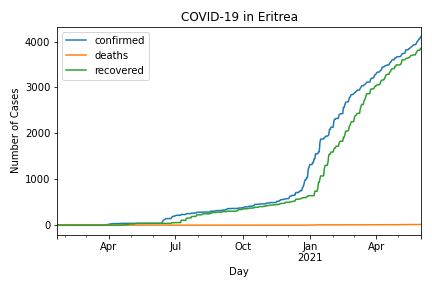 COVID-19 in Eritrea
confirmed
deaths
recovered
Number of Cases
4000
3000
2000
1000
0
Apr
Jul
Oct
Jan
2021
Apr
Day